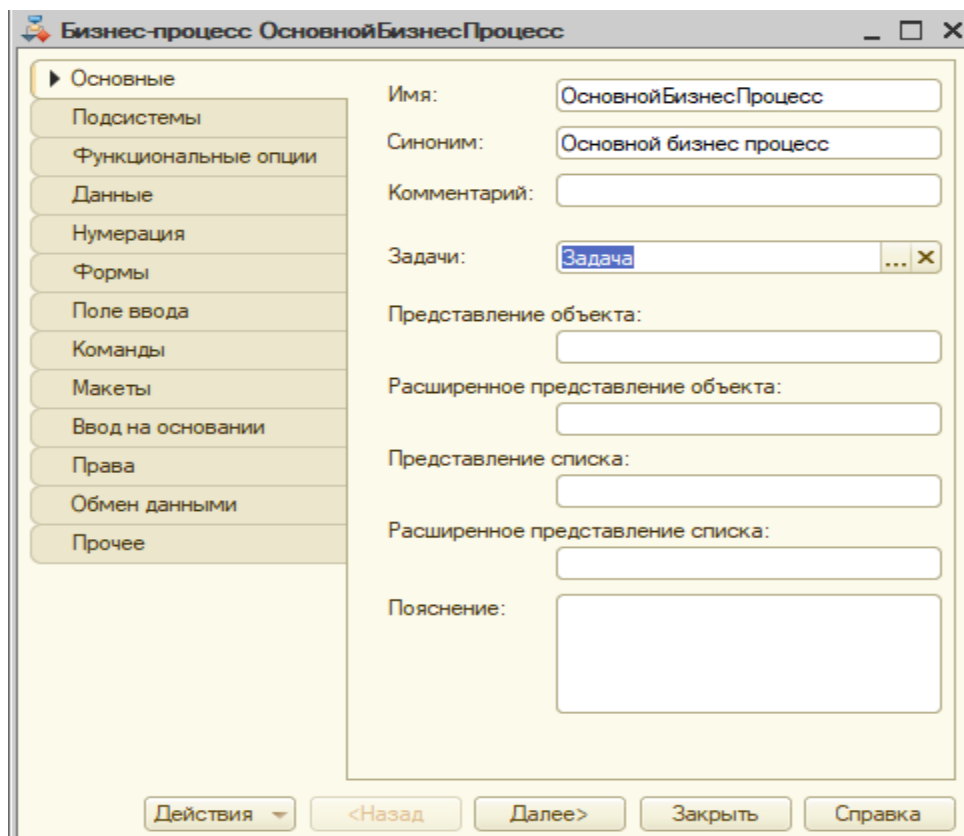 Бизнес-процесс ОсновнойБизнесПроцесс
Основные
Подсистемы
Функциональные опции
Данные
Нумерация
Формы
Поле ввода
Команды
Макеты
Ввод на основании
Права
Обмен данными
Прочее
Имя: ОсновнойБизнесПроцесс
Синоним: Основной бизнес процесс
Комментарий:
Задачи: Задача ...
Представление объекта:
Расширенное представление объекта:
Представление списка:
Расширенное представление списка:
Пояснение:
Действия <Назад Далее> Закрыть Справка